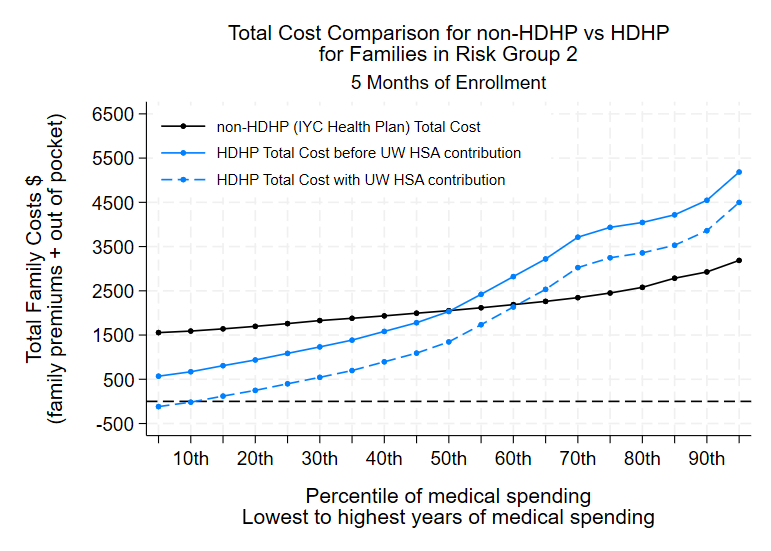 Total Cost Comparison for non-HDHP vs HDHP
for Families in Risk Group 2
5 Months of Enrollment
Total Family Costs $
(family premiums + out of pocket)
6500
5500
4500
3500
2500
1500
500
-500
non-HDHP (IYC Health Plan) Total Cost
HDHP Total Cost before UW HSA contribution
HDHP Total Cost with UW HSA contribution
10th 20th 30th 40th 50th 60th 70th 80th 90th
Percentile of medical spending
Lowest to highest years of medical spending